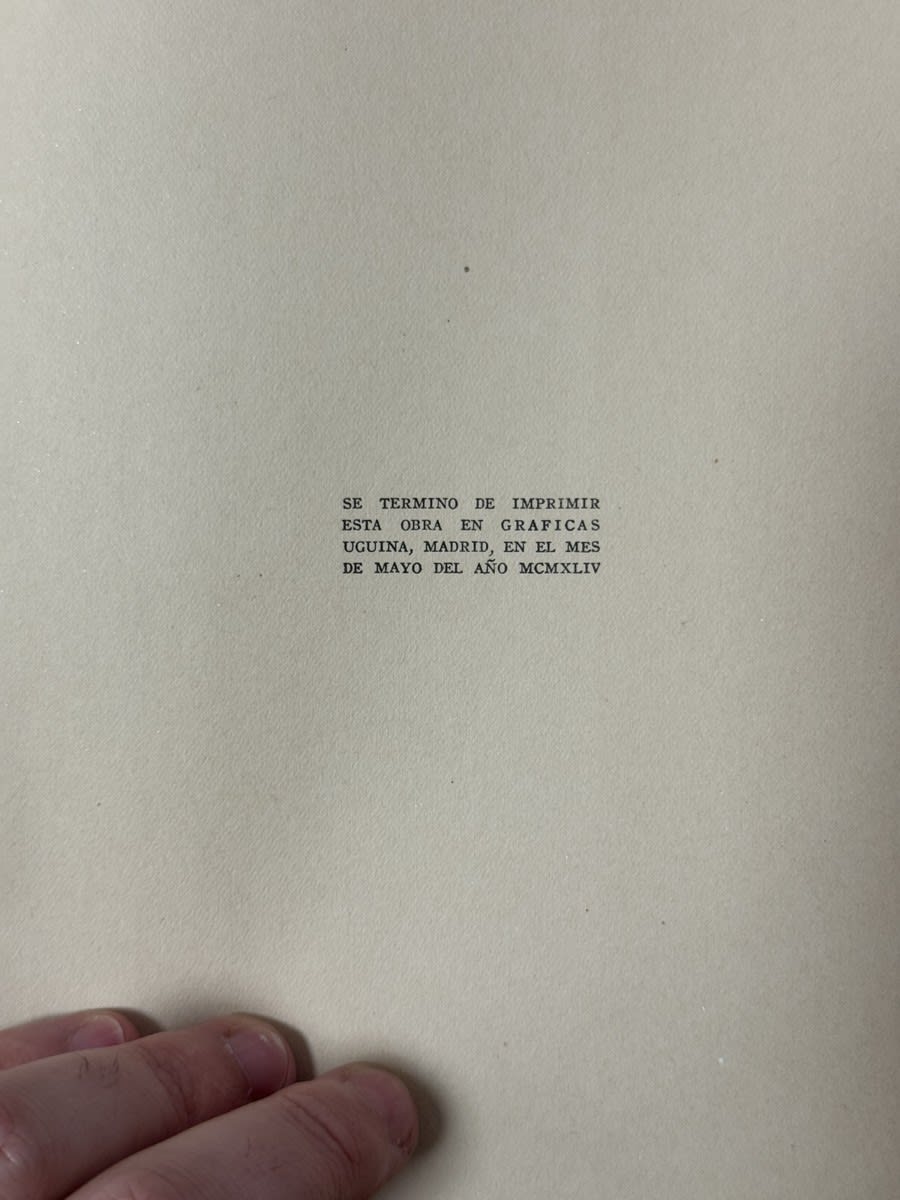 SE TERMINO DE IMPRIMIR
ESTA OBRA EN GRAFICAS
UGUINA, MADRID, EN EL MES
DE MAYO DEL AÑO MCMXLIV